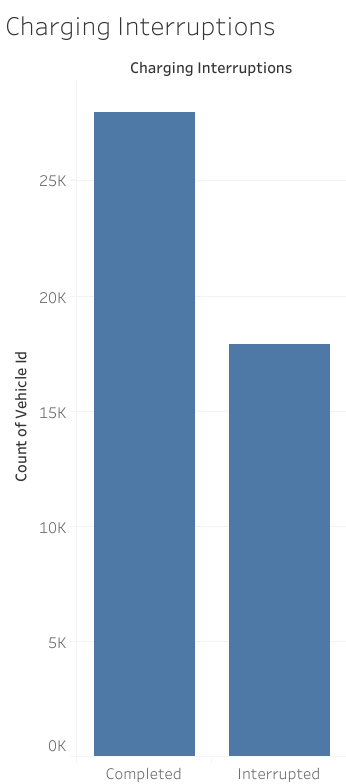 Charging Interruptions
Charging Interruptions
Count of Vehicle Id
25K
20K
15K
10K
5K
0K
Completed
Interrupted